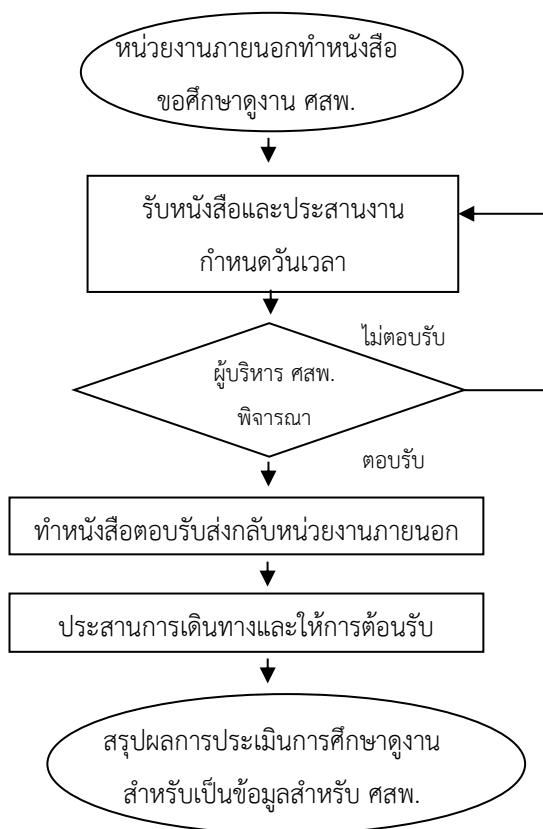 หน่วยงานภายนอกทำหนังสือ
ขอศึกษาดูงาน ศสพ.
รับหนังสือและประสานงาน
กำหนดวันเวลา
ไม่ตอบรับ
ผู้บริหาร ศสพ.
พิจารณา
ตอบรับ
ทำหนังสือตอบรับส่งกลับหน่วยงานภายนอก
ประสานการเดินทางและให้การต้อนรับ
สรุปผลการประเมินการศึกษาดูงาน
สำหรับเป็นข้อมูลสำหรับ ศสพ.